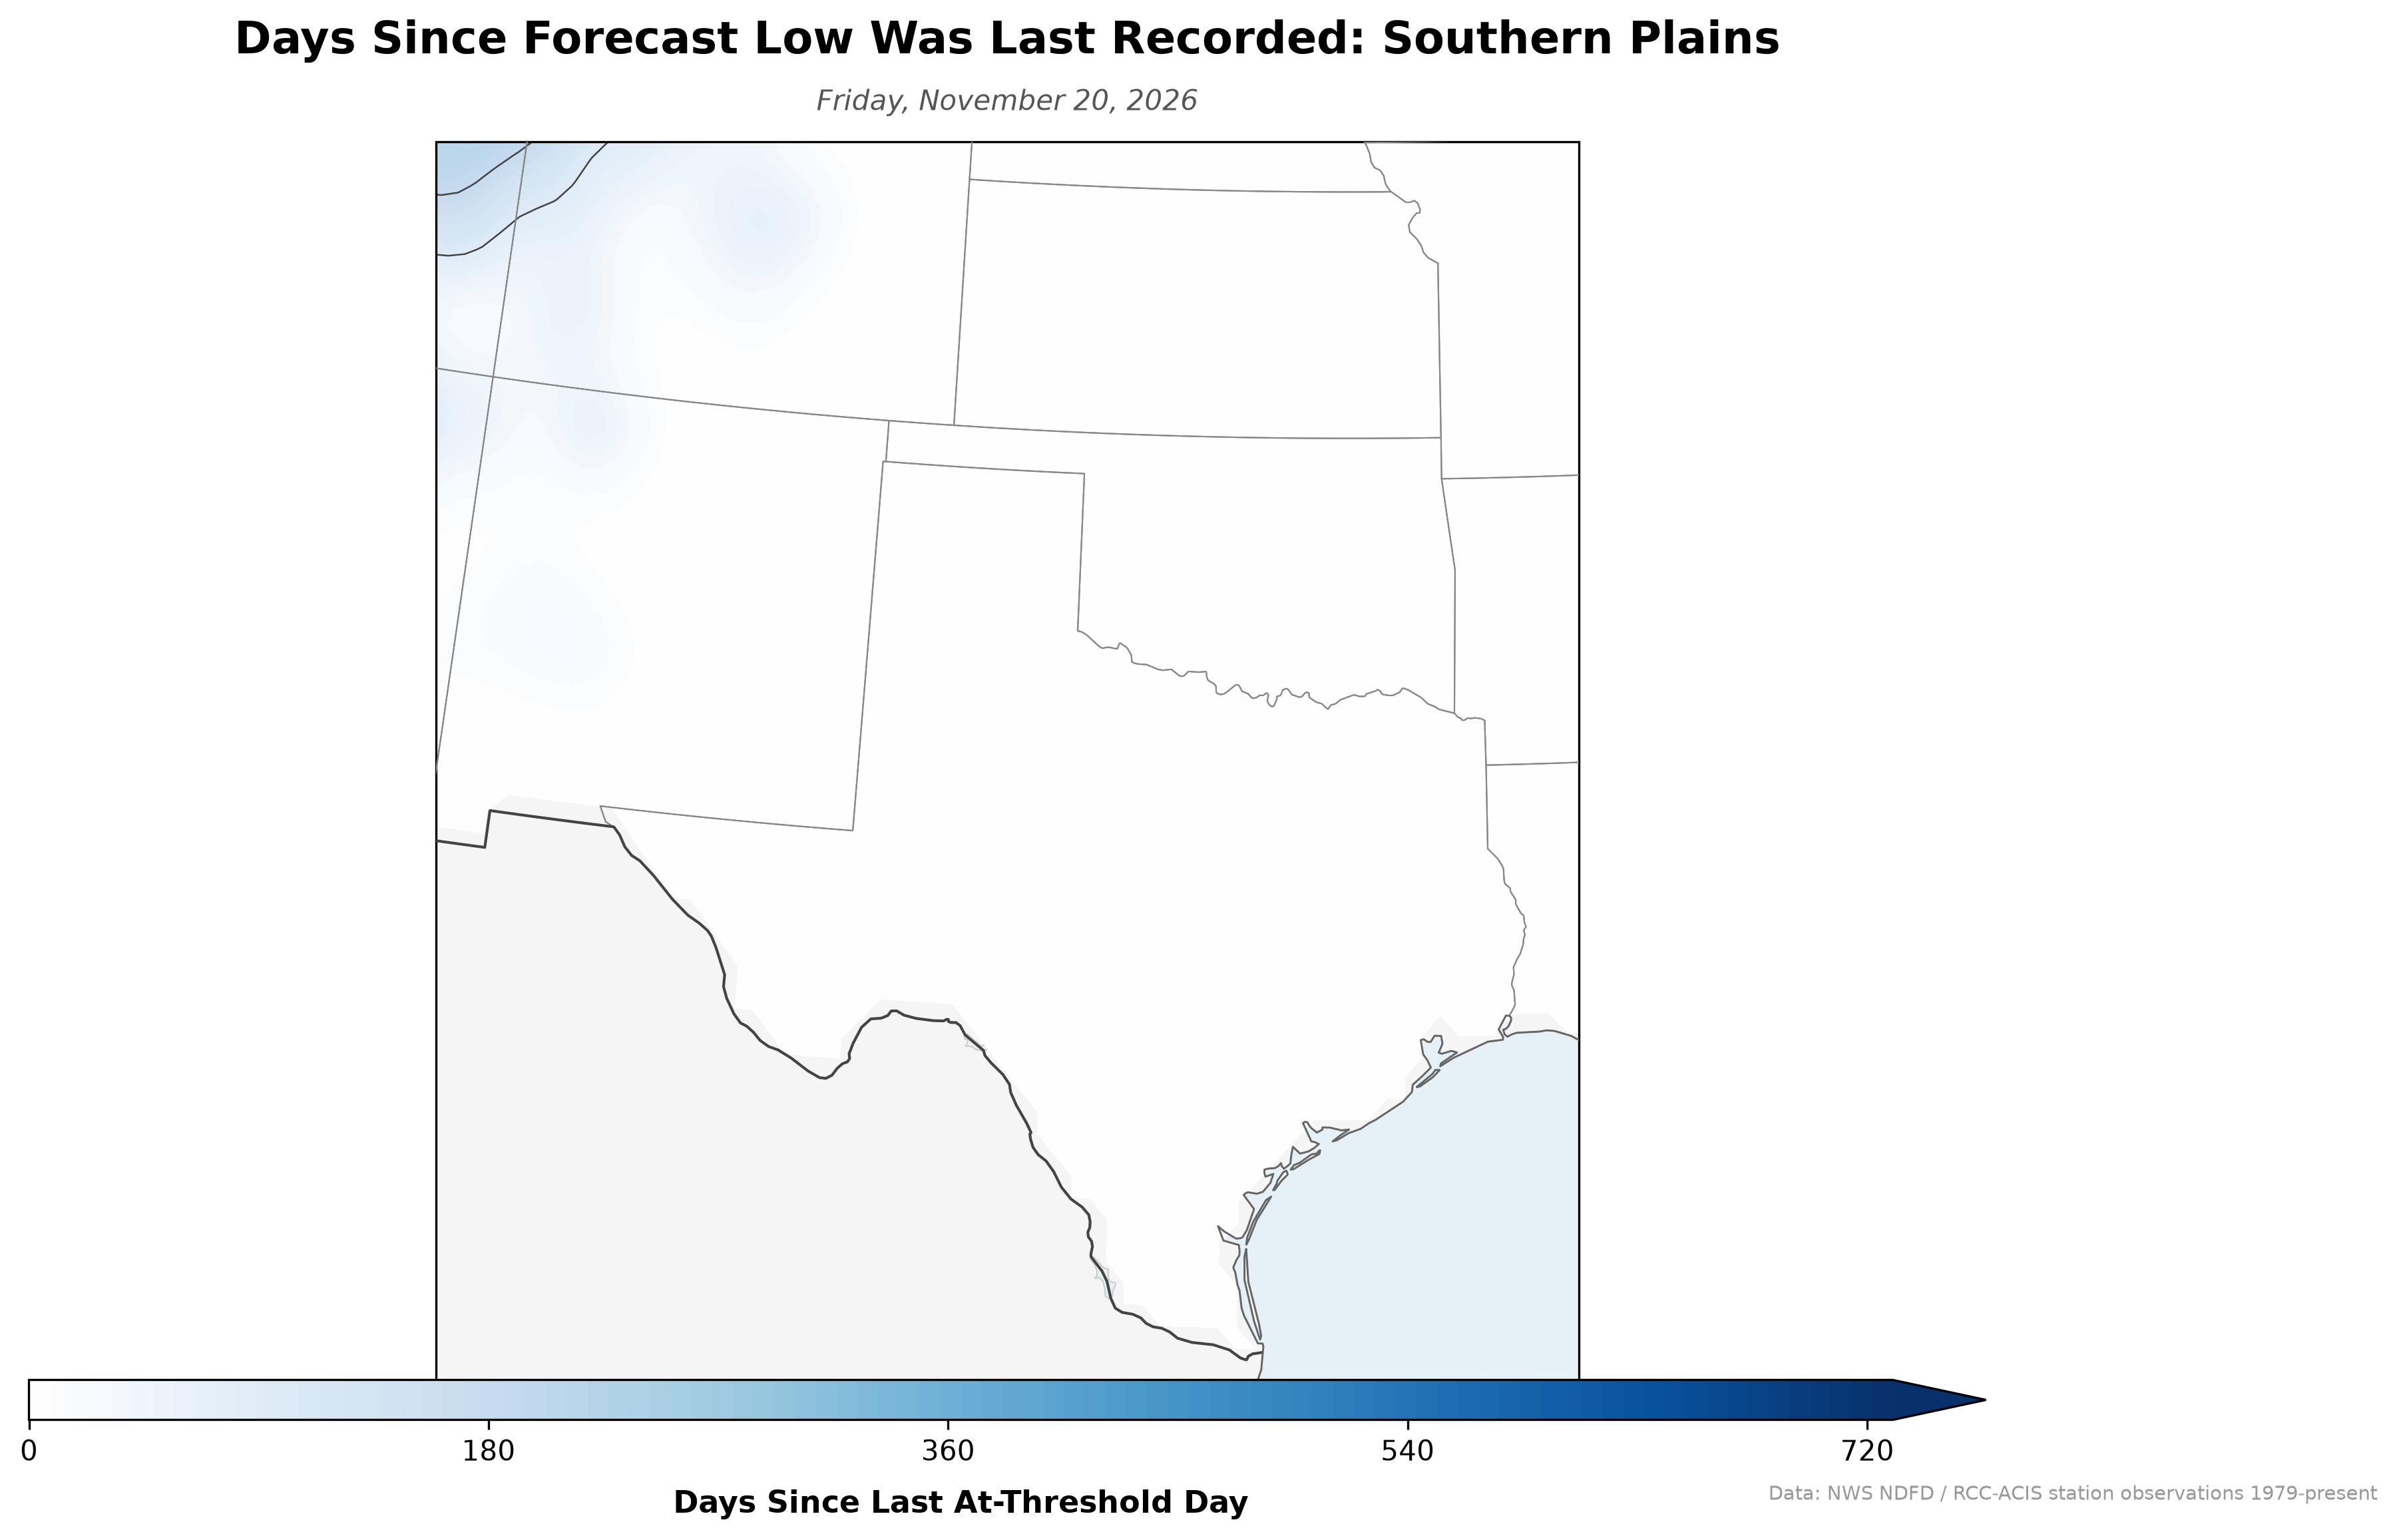 Days Since Forecast Low Was Last Recorded: Southern Plains
Friday, November 20, 2026
0 180 360 540 720
Days Since Last At-Threshold Day
Data: NWS NDFD / RCC-ACIS station observations 1979-present